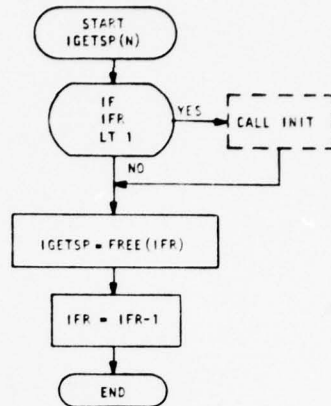 START
IGETSP(N)
IF
IFR
LT 1
YES
CALL INIT
NO
IGETSP=FREE(IFR)
IFR = IFR-1
END